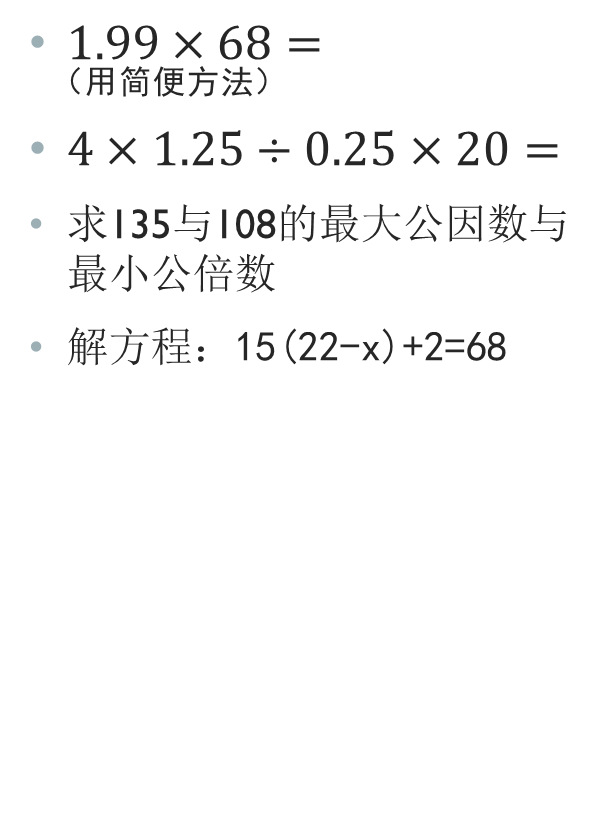 • 1.99 × 68 =
（用简便方法）
• 4 × 1.25 ÷ 0.25 × 20 =
• 求135与108的最大公因数与
最小公倍数
• 解方程：15(22-x)+2=68